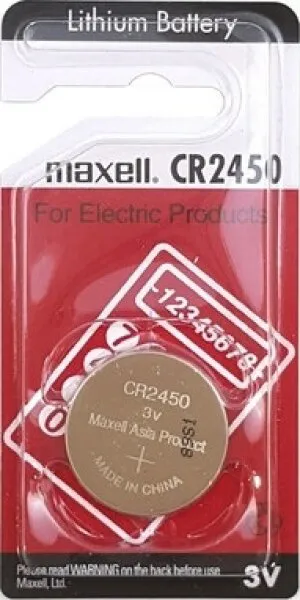 Lithium Battery
maxell. CR2450
For Electric Products
-12345678+
CR2450
3V
Maxell Asia Product
+
MADE IN CHINA
3V
Please read WARNING on the back before use.
Maxell, Ltd.